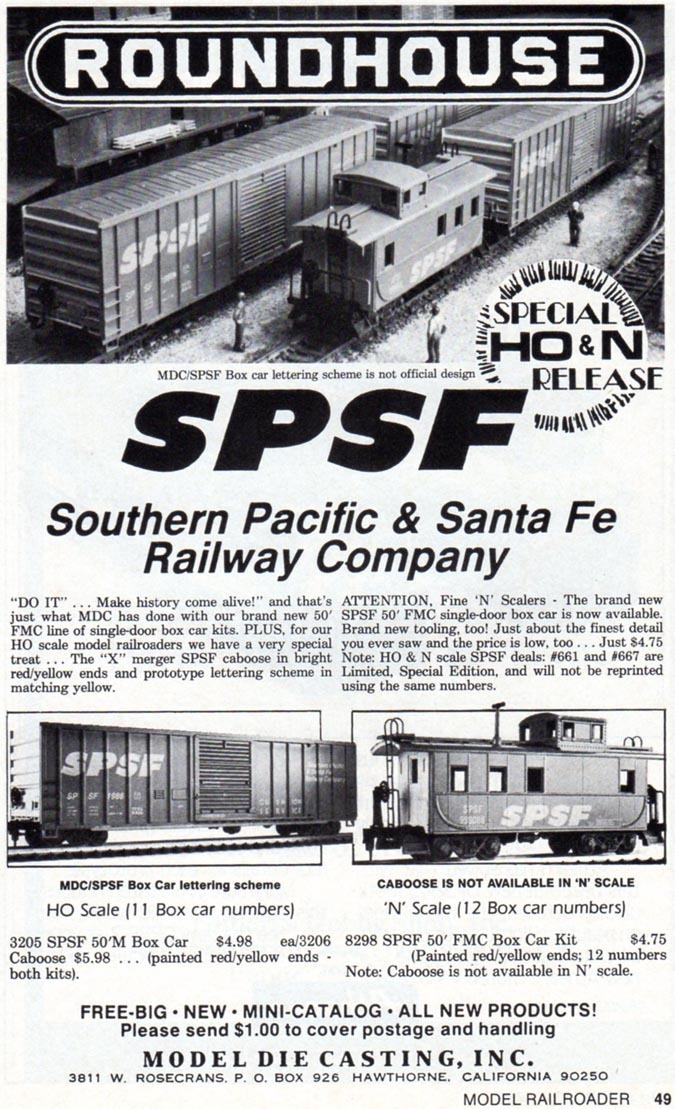 ROUNDHOUSE
SPSF
SPSF
SPSF
SPECIAL
HO & N
RELEASE
MDC/SPSF Box car lettering scheme is not official design
SPSF
Southern Pacific & Santa Fe
Railway Company
"DO IT" . . . Make history come alive!" and that's
just what MDC has done with our brand new 50'
FMC line of single-door box car kits. PLUS, for our
HO scale model railroaders we have a very special
treat . . . The "X" merger SPSF caboose in bright
red/yellow ends and prototype lettering scheme in
matching yellow.
ATTENTION, Fine 'N' Scalers - The brand new
SPSF 50' FMC single-door box car is now available.
Brand new tooling, too! Just about the finest detail
you ever saw and the price is low, too . . . Just $4.75
Note: HO & N scale SPSF deals: #661 and #667 are
Limited, Special Edition, and will not be reprinted
using the same numbers.
SPSF
Southern Pacific
& Santa Fe
Railway Company
SP SF 1986
SPSF
SPSF
MDC/SPSF Box Car lettering scheme
HO Scale (11 Box car numbers)
3205 SPSF 50'M Box Car $4.98 ea/3206
Caboose $5.98 . . . (painted red/yellow ends -
both kits).
CABOOSE IS NOT AVAILABLE IN 'N' SCALE
'N' Scale (12 Box car numbers)
8298 SPSF 50' FMC Box Car Kit $4.75
(Painted red/yellow ends; 12 numbers
Note: Caboose is not available in N' scale.
FREE-BIG • NEW • MINI-CATALOG • ALL NEW PRODUCTS!
Please send $1.00 to cover postage and handling
MODEL DIE CASTING, INC.
3811 W. ROSECRANS, P. O. BOX 926 HAWTHORNE, CALIFORNIA 90250
MODEL RAILROADER 49